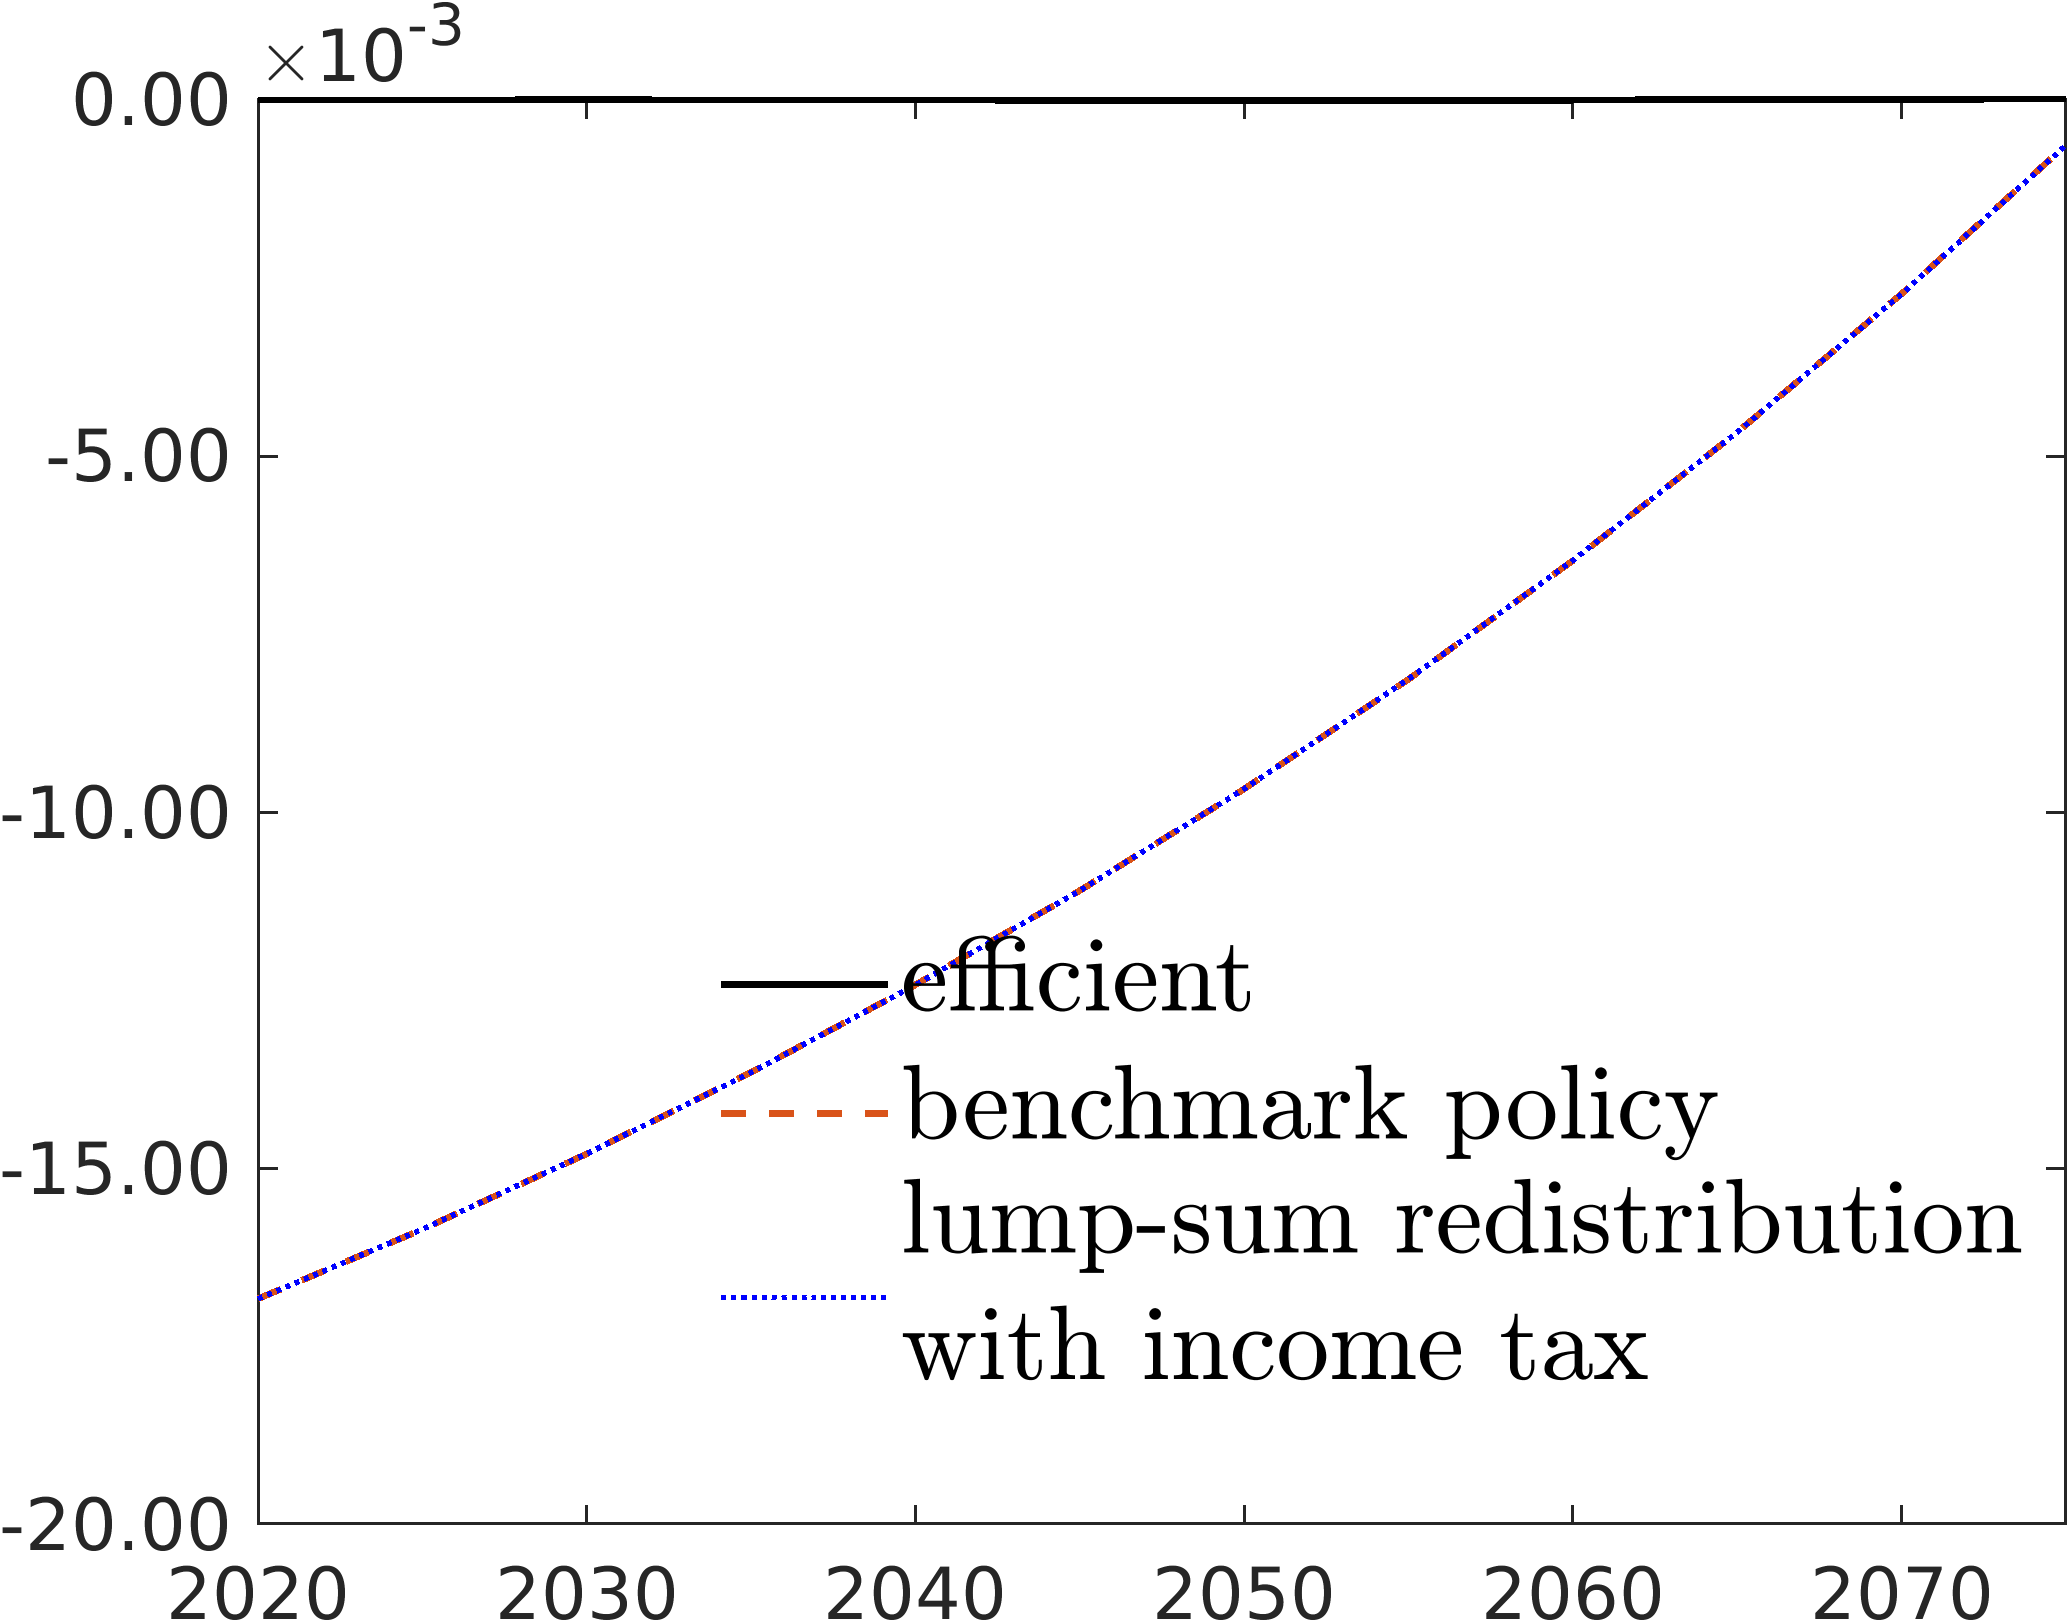 ×10-3
0.00
-5.00
-10.00
-15.00
-20.00
efficient
benchmark policy
lump-sum redistribution
with income tax
2020 2030 2040 2050 2060 2070